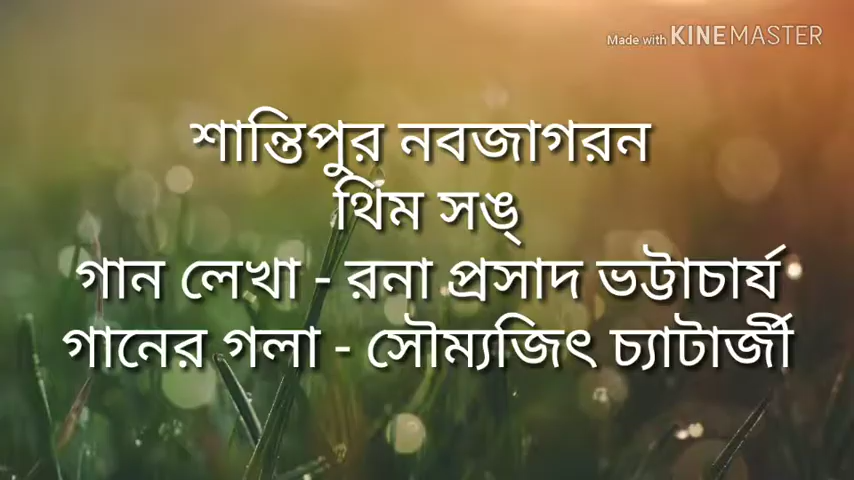 Made with KINEMASTER
শান্তিপুর নবজাগরন
থিম সঙ্
গান লেখা - রনা প্রসাদ ভট্টাচার্য
গানের গলা - সৌম্যজিৎ চ্যাটার্জী